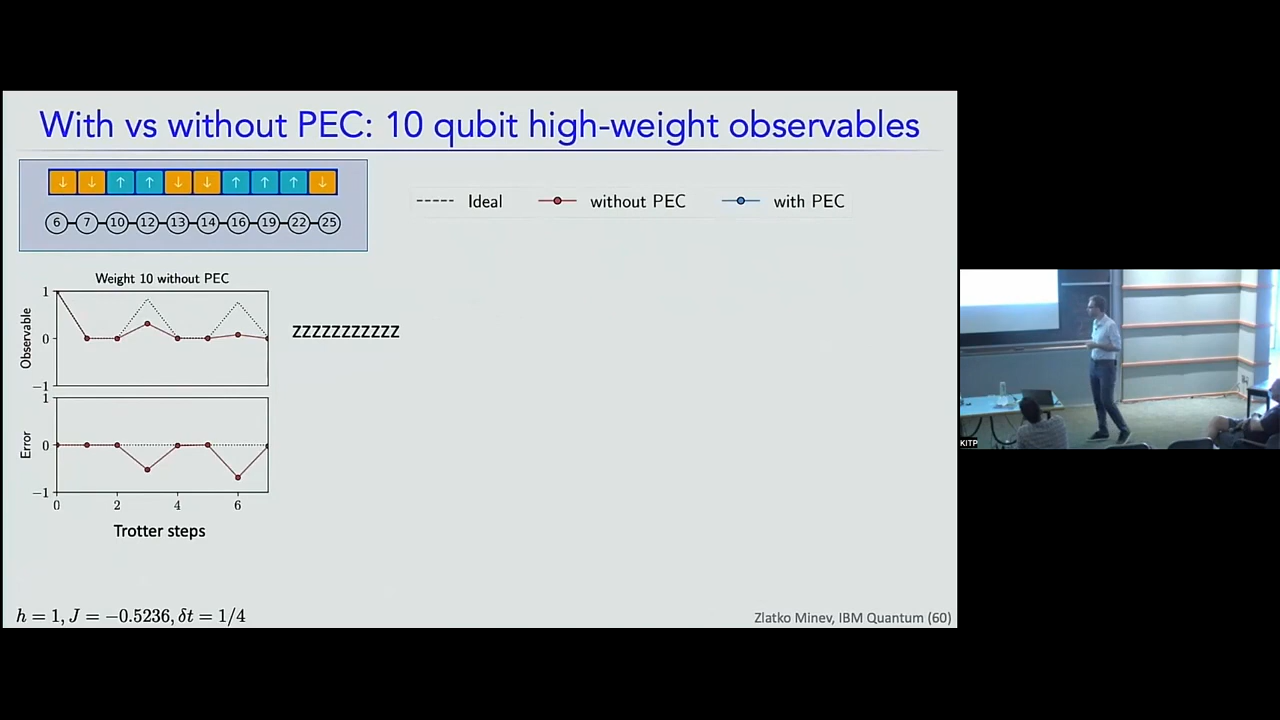 With vs without PEC: 10 qubit high-weight observables
↓ ↓ ↑ ↑ ↓ ↓ ↑ ↑ ↑ ↓
6 7 10 12 13 14 16 19 22 25
Ideal without PEC with PEC
Weight 10 without PEC
1
0
−1
Observable
ZZZZZZZZZZZ
1
0
−1
Error
0 2 4 6
Trotter steps
h = 1, J = −0.5236, δt = 1/4
Zlatko Minev, IBM Quantum (60)
KITP